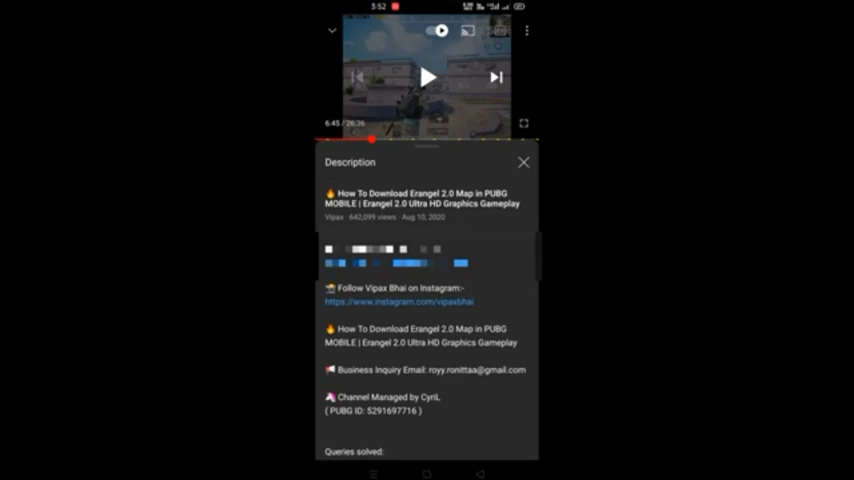 3:52
6:45 / 26:36
Description
🔥 How To Download Erangel 2.0 Map in PUBG
MOBILE | Erangel 2.0 Ultra HD Graphics Gameplay
Vipax · 642,099 views · Aug 10, 2020
Follow Vipax Bhai on Instagram:-
https://www.instagram.com/vipaxbhai
🔥 How To Download Erangel 2.0 Map in PUBG
MOBILE | Erangel 2.0 Ultra HD Graphics Gameplay
Business Inquiry Email: royy.ronittaa@gmail.com
Channel Managed by CyriL
( PUBG ID: 5291697716 )
Queries solved: